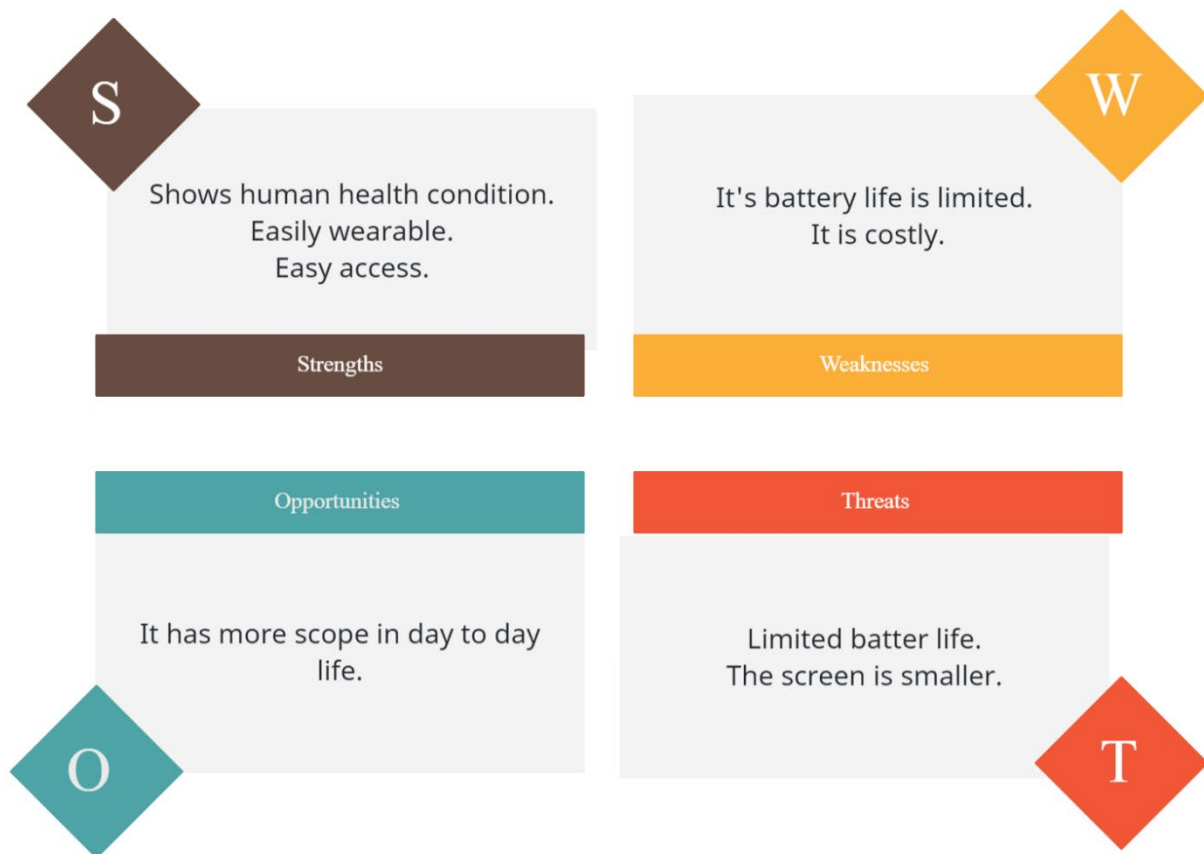 S
Shows human health condition.
Easily wearable.
Easy access.
Strengths
W
It's battery life is limited.
It is costly.
Weaknesses
Opportunities
It has more scope in day to day
life.
O
Threats
Limited batter life.
The screen is smaller.
T